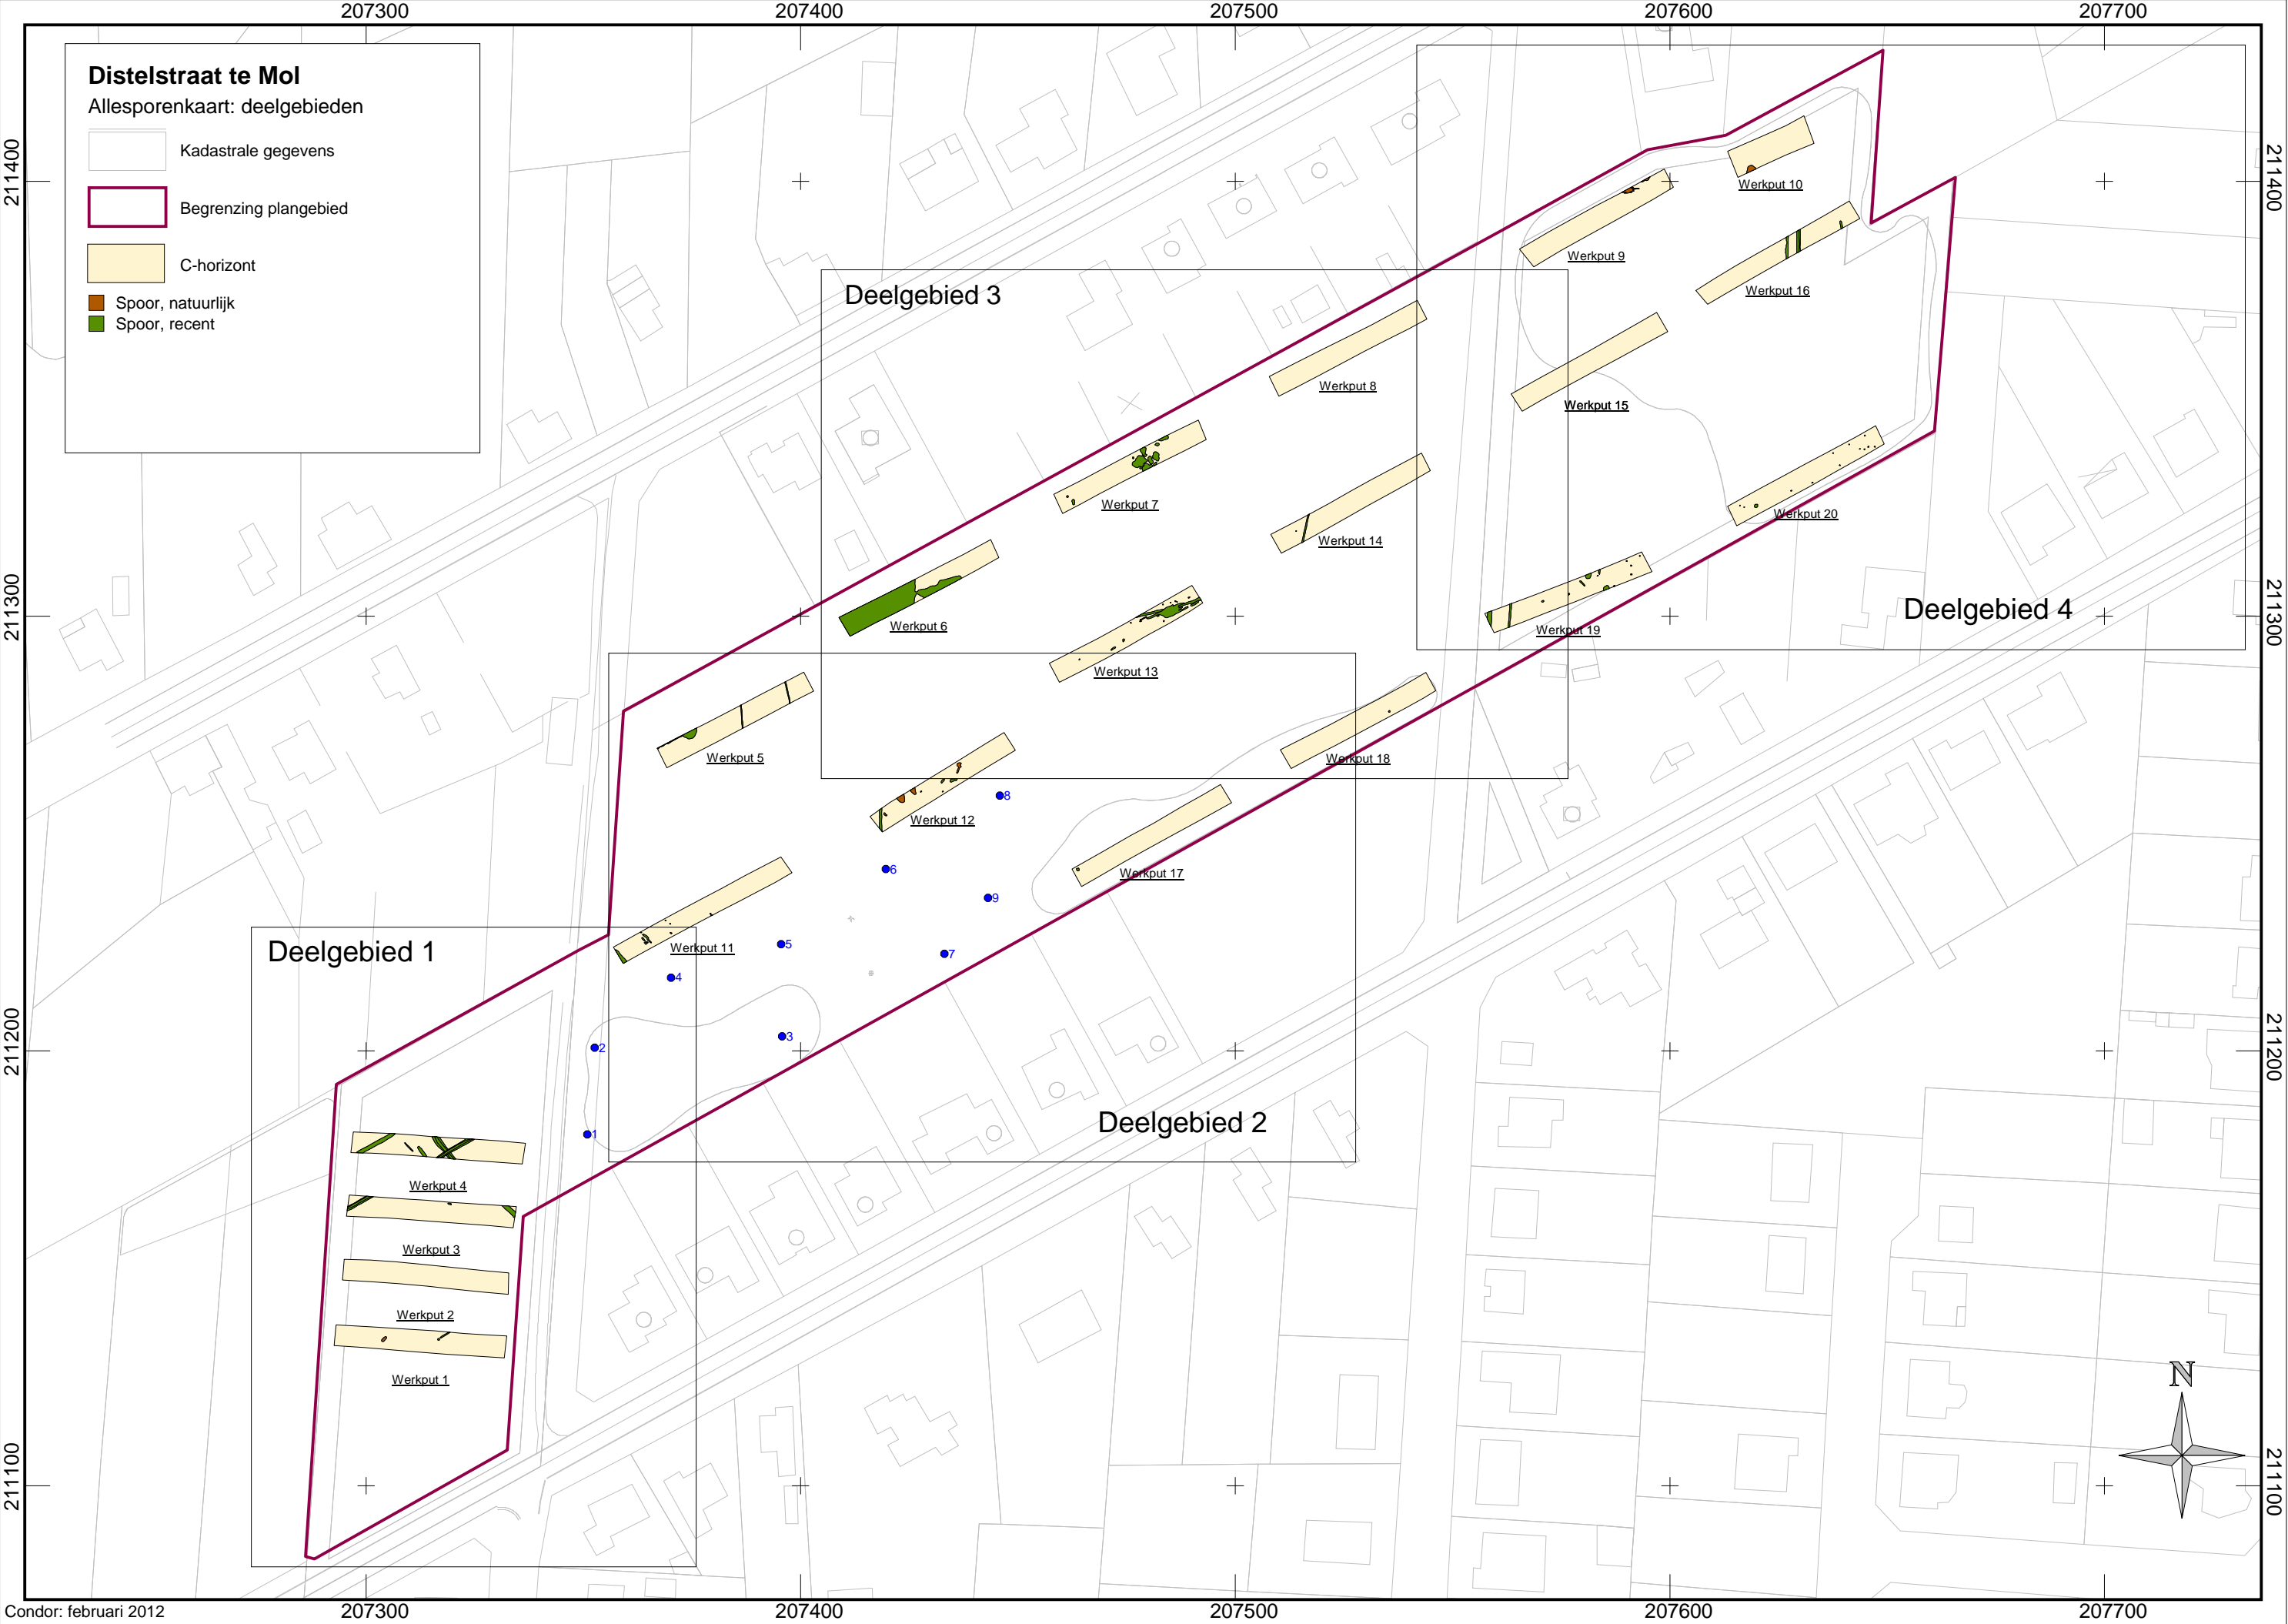 207300 207400 207500 207600 207700
Distelstraat te Mol
Allesporenkaart: deelgebieden
Kadastrale gegevens
Begrenzing plangebied
C-horizont
Spoor, natuurlijk
Spoor, recent
211400
211400
Werkput 10
Werkput 9
Werkput 16
Deelgebied 3
Werkput 8
Werkput 15
Werkput 7
Werkput 20
Werkput 14
211300
211300
Deelgebied 4
Werkput 6
Werkput 19
Werkput 13
Werkput 5
Werkput 18
8
Werkput 12
6
Werkput 17
9
5
Werkput 11
Deelgebied 1
7
4
3
2
211200
211200
Deelgebied 2
1
Werkput 4
Werkput 3
Werkput 2
Werkput 1
N
211100
211100
Condor: februari 2012
207300 207400 207500 207600 207700